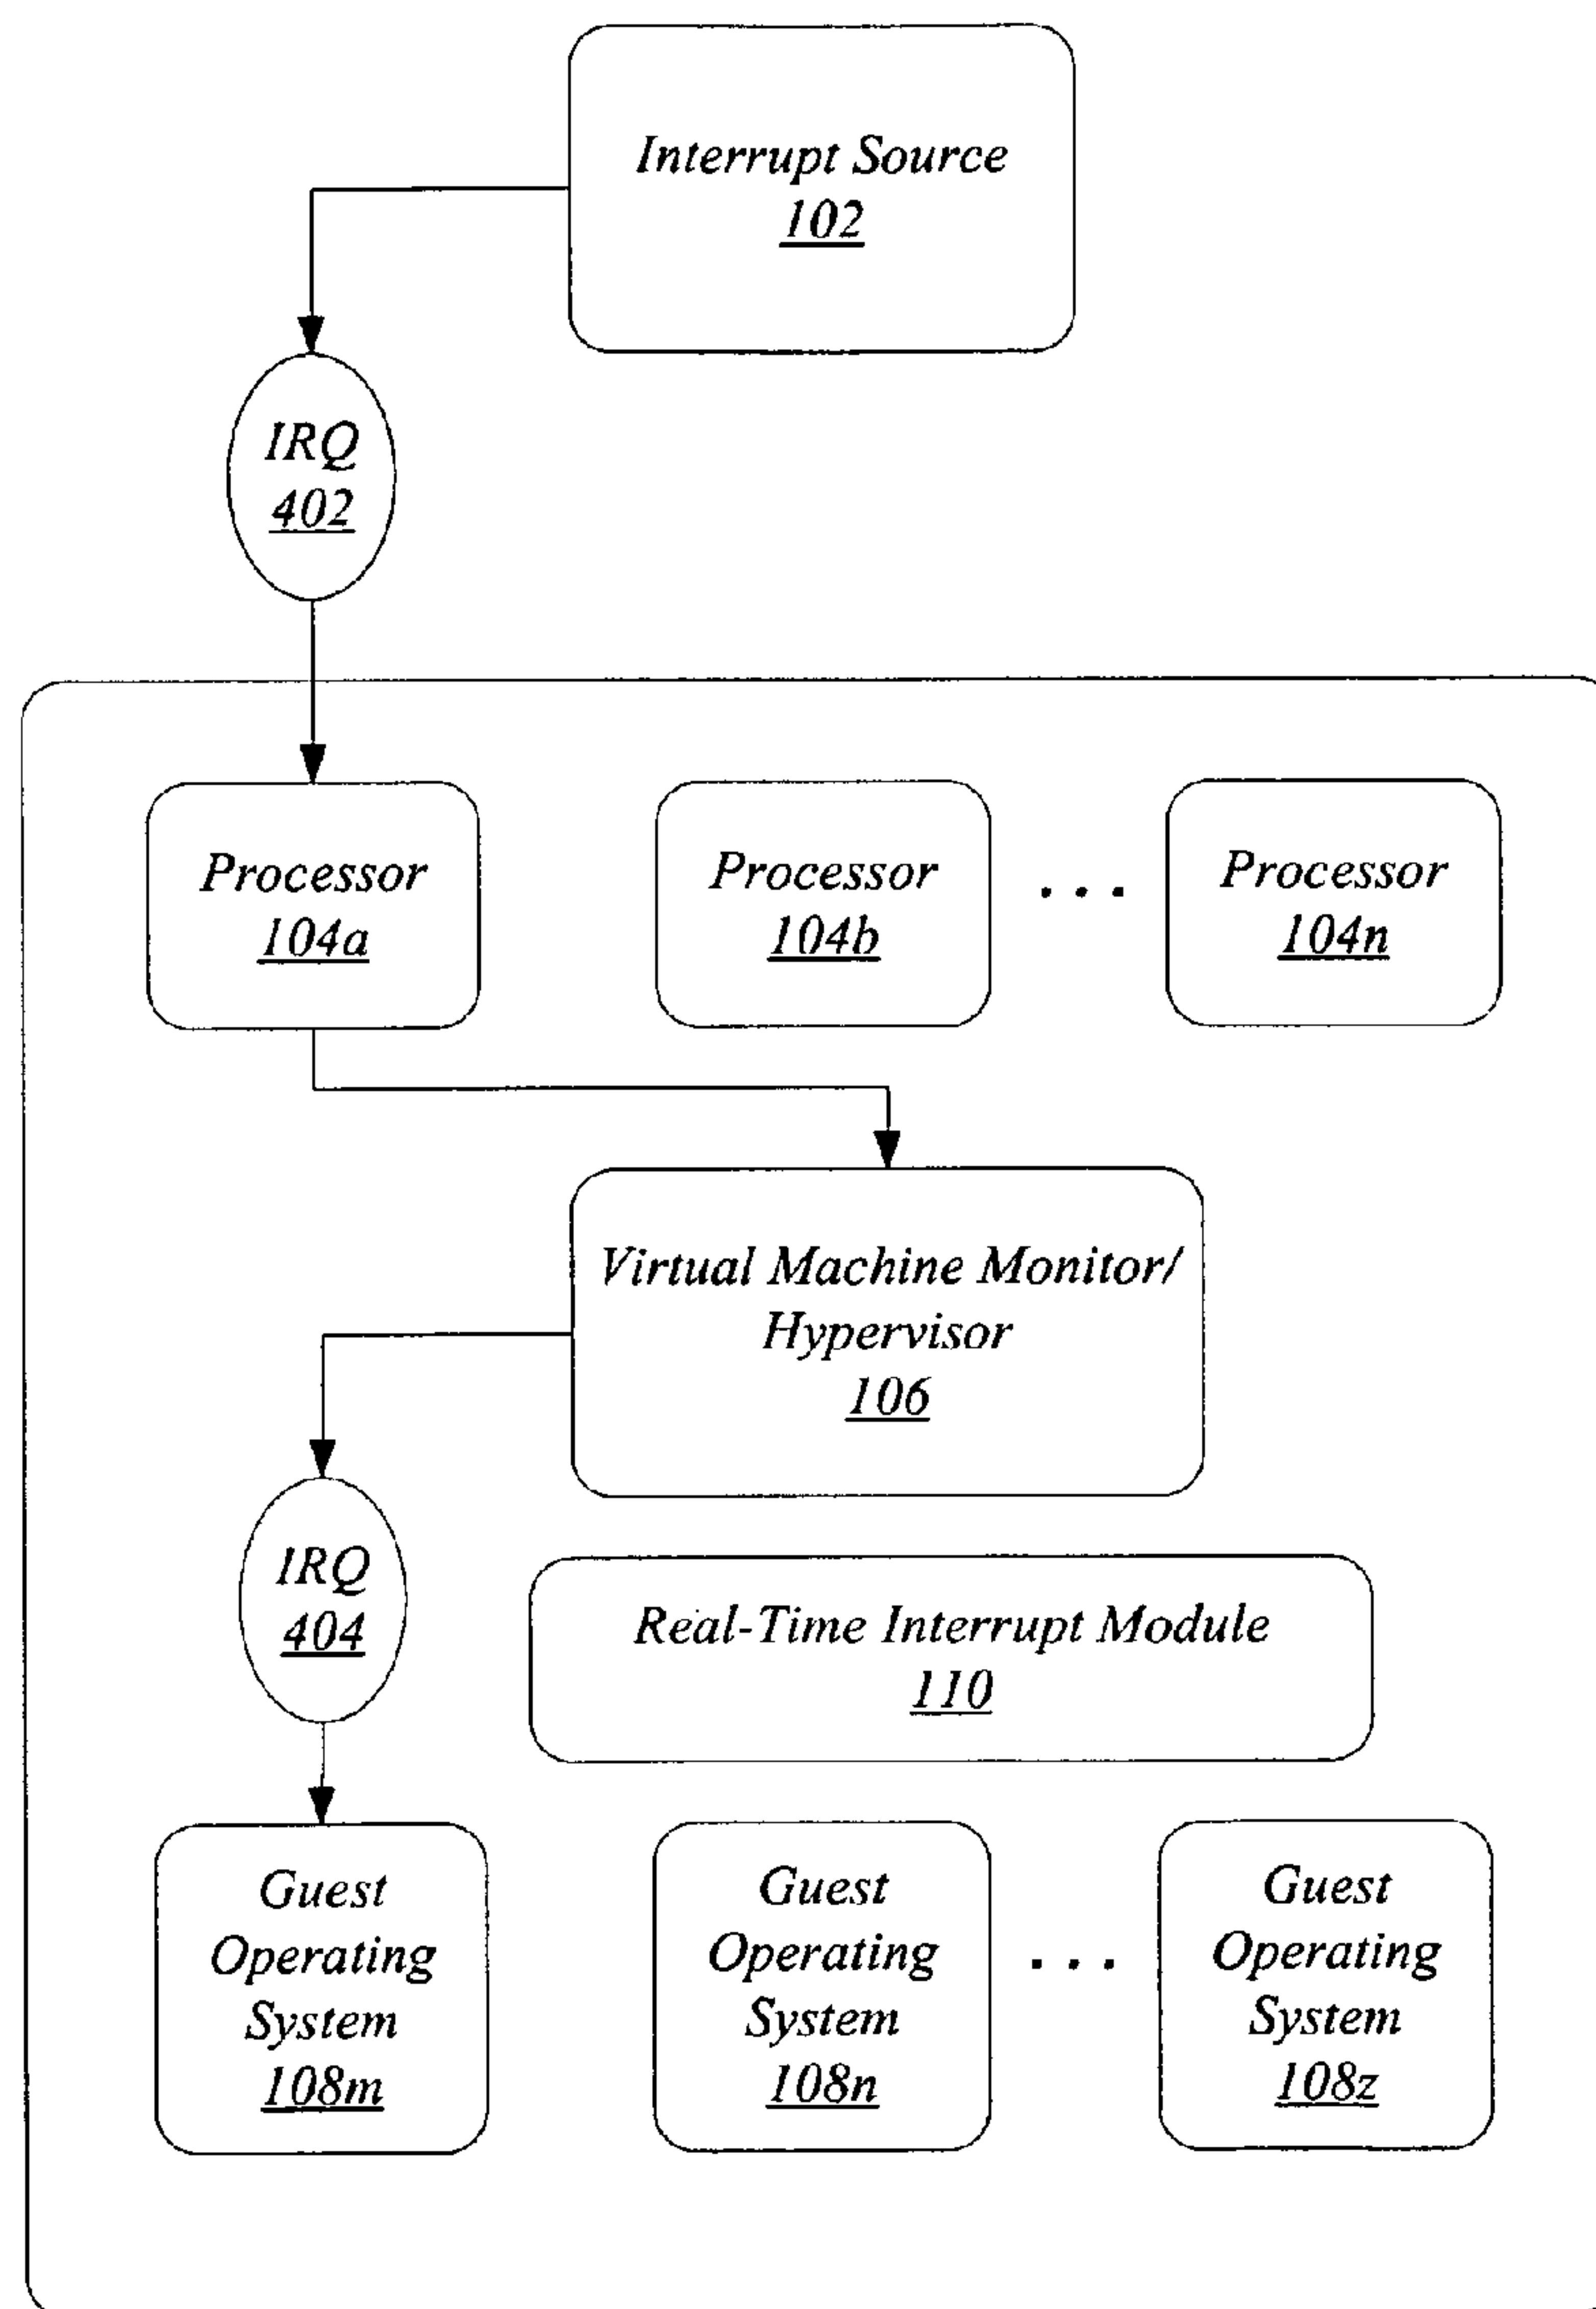 Interrupt Source
102
IRQ
402
Processor
104a
Processor
104b
. . .
Processor
104n
Virtual Machine Monitor/
Hypervisor
106
IRQ
404
Real-Time Interrupt Module
110
Guest
Operating
System
108m
Guest
Operating
System
108n
. . .
Guest
Operating
System
108z